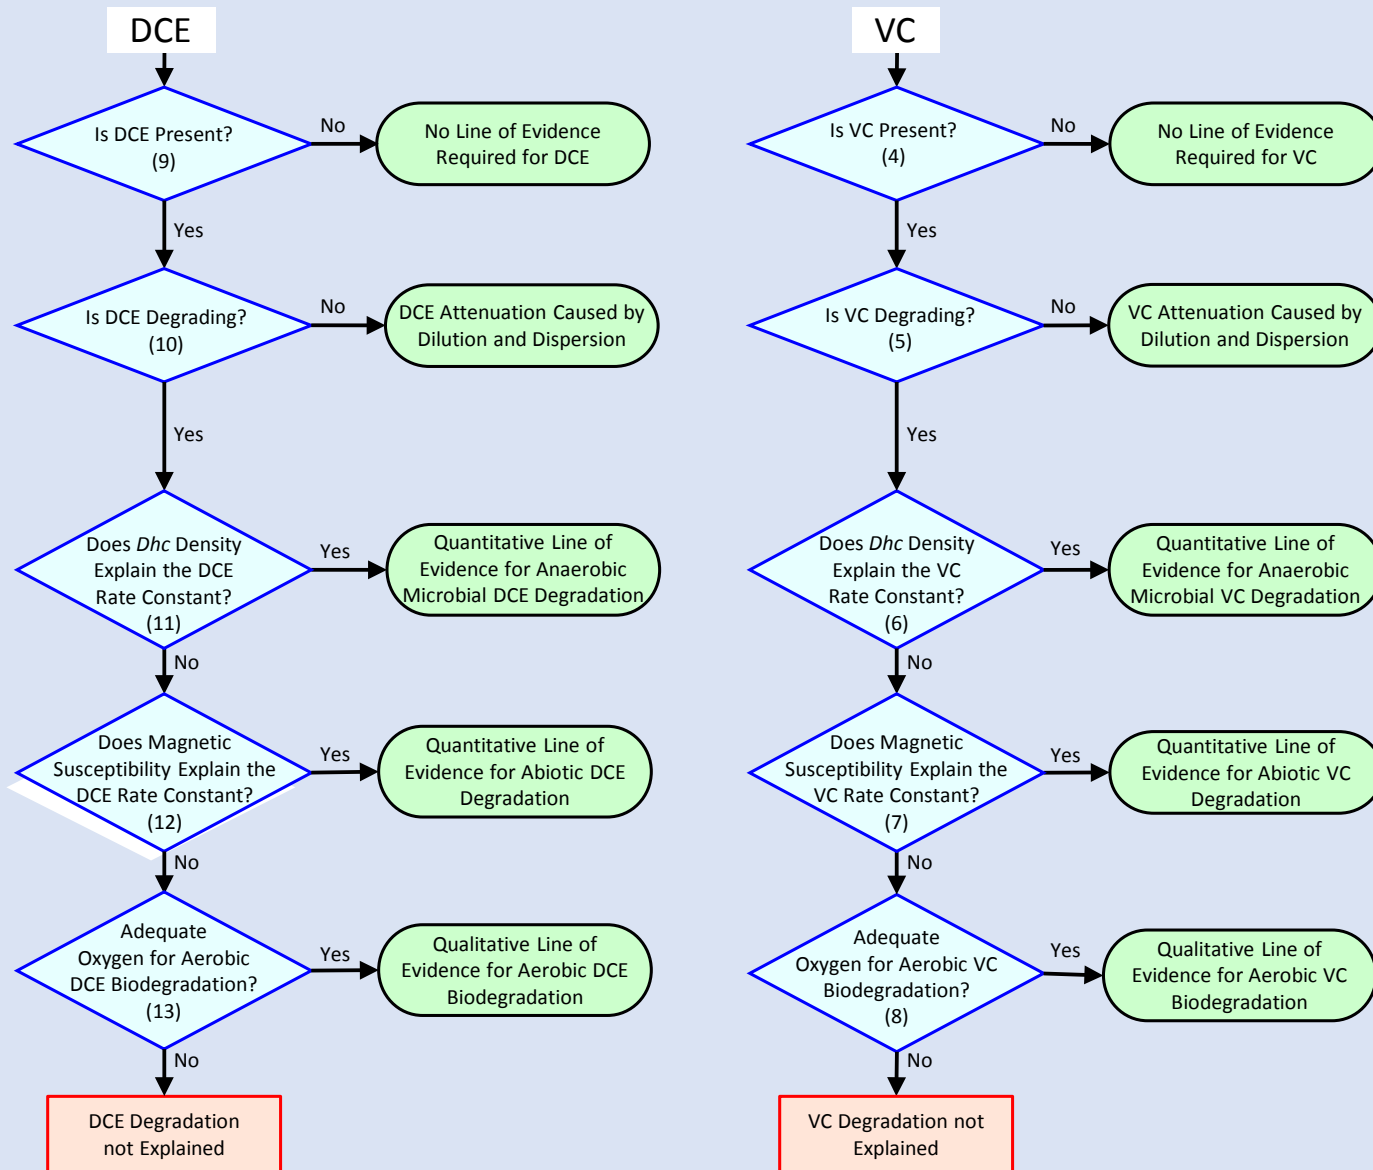 DCE
Is DCE Present?
(9)
No
No Line of Evidence
Required for DCE
Yes
Is DCE Degrading?
(10)
No
DCE Attenuation Caused by
Dilution and Dispersion
Yes
Does Dhc Density
Explain the DCE
Rate Constant?
(11)
Yes
Quantitative Line of
Evidence for Anaerobic
Microbial DCE Degradation
No
Does Magnetic
Susceptibility Explain the
DCE Rate Constant?
(12)
Yes
Quantitative Line of
Evidence for Abiotic DCE
Degradation
No
Adequate
Oxygen for Aerobic
DCE Biodegradation?
(13)
Yes
Qualitative Line of
Evidence for Aerobic DCE
Biodegradation
No
DCE Degradation
not Explained
VC
Is VC Present?
(4)
No
No Line of Evidence
Required for VC
Yes
Is VC Degrading?
(5)
No
VC Attenuation Caused by
Dilution and Dispersion
Yes
Does Dhc Density
Explain the VC
Rate Constant?
(6)
Yes
Quantitative Line of
Evidence for Anaerobic
Microbial VC Degradation
No
Does Magnetic
Susceptibility Explain the
VC Rate Constant?
(7)
Yes
Quantitative Line of
Evidence for Abiotic VC
Degradation
No
Adequate
Oxygen for Aerobic VC
Biodegradation?
(8)
Yes
Qualitative Line of
Evidence for Aerobic VC
Biodegradation
No
VC Degradation not
Explained